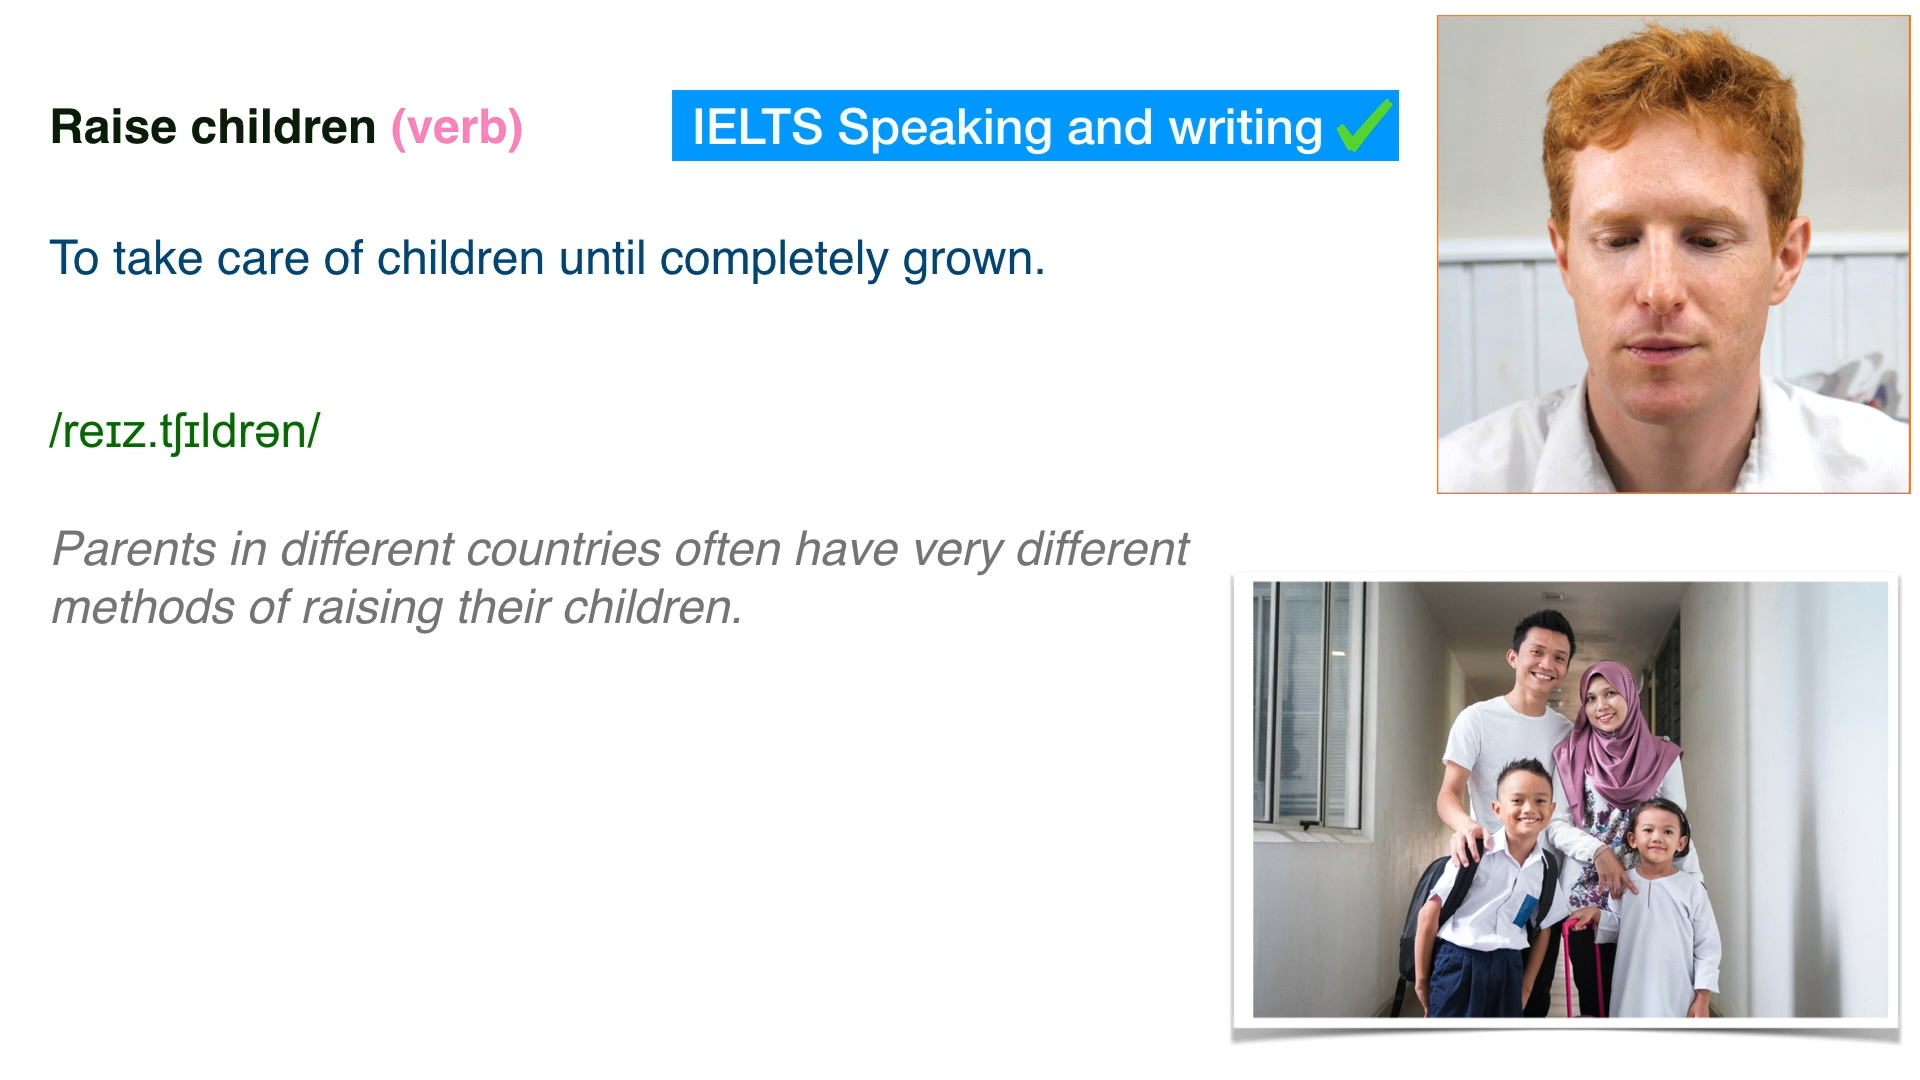 Raise children (verb)
IELTS Speaking and writing
To take care of children until completely grown.
/reɪz.tʃɪldrən/
Parents in different countries often have very different
methods of raising their children.